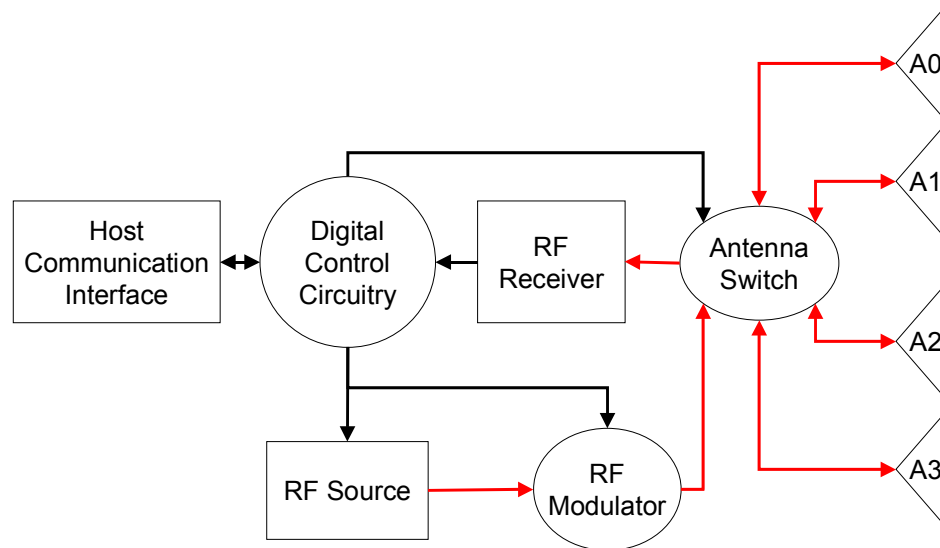 Host
Communication
Interface
Digital
Control
Circuitry
RF
Receiver
Antenna
Switch
RF Source
RF
Modulator
A0
A1
A2
A3